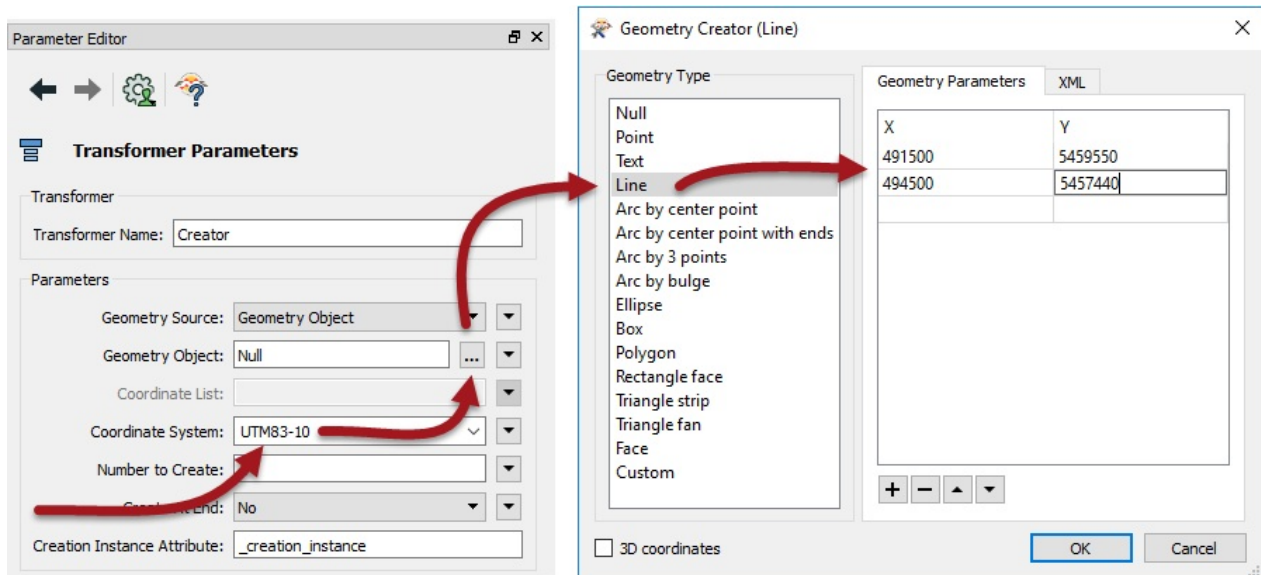 Parameter Editor
Transformer Parameters
Transformer
Transformer Name: Creator
Parameters
Geometry Source: Geometry Object
Geometry Object: Null ...
Coordinate List:
Coordinate System: UTM83-10
Number to Create:
End: No
Creation Instance Attribute: _creation_instance
Geometry Creator (Line)
Geometry Type
Null
Point
Text
Line
Arc by center point
Arc by center point with ends
Arc by 3 points
Arc by bulge
Ellipse
Box
Polygon
Rectangle face
Triangle strip
Triangle fan
Face
Custom
Geometry Parameters XML
X Y
491500 5459550
494500 5457440
3D coordinates
OK Cancel